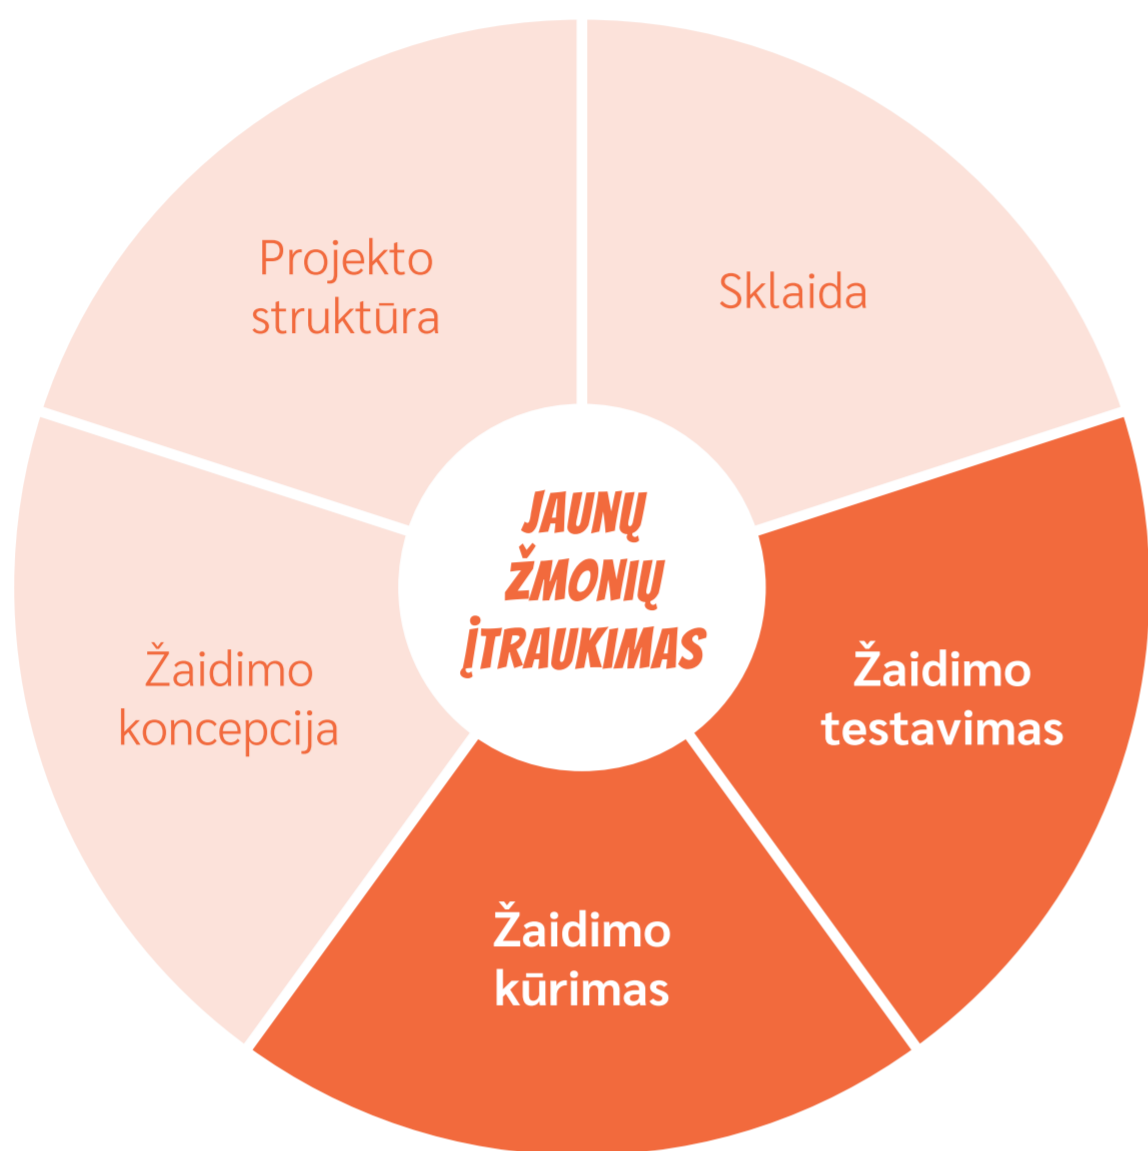 Projekto
struktūra
Sklaida
JAUNŲ
ŽMONIŲ
ĮTRAUKIMAS
Žaidimo
koncepcija
Žaidimo
testavimas
Žaidimo
kūrimas